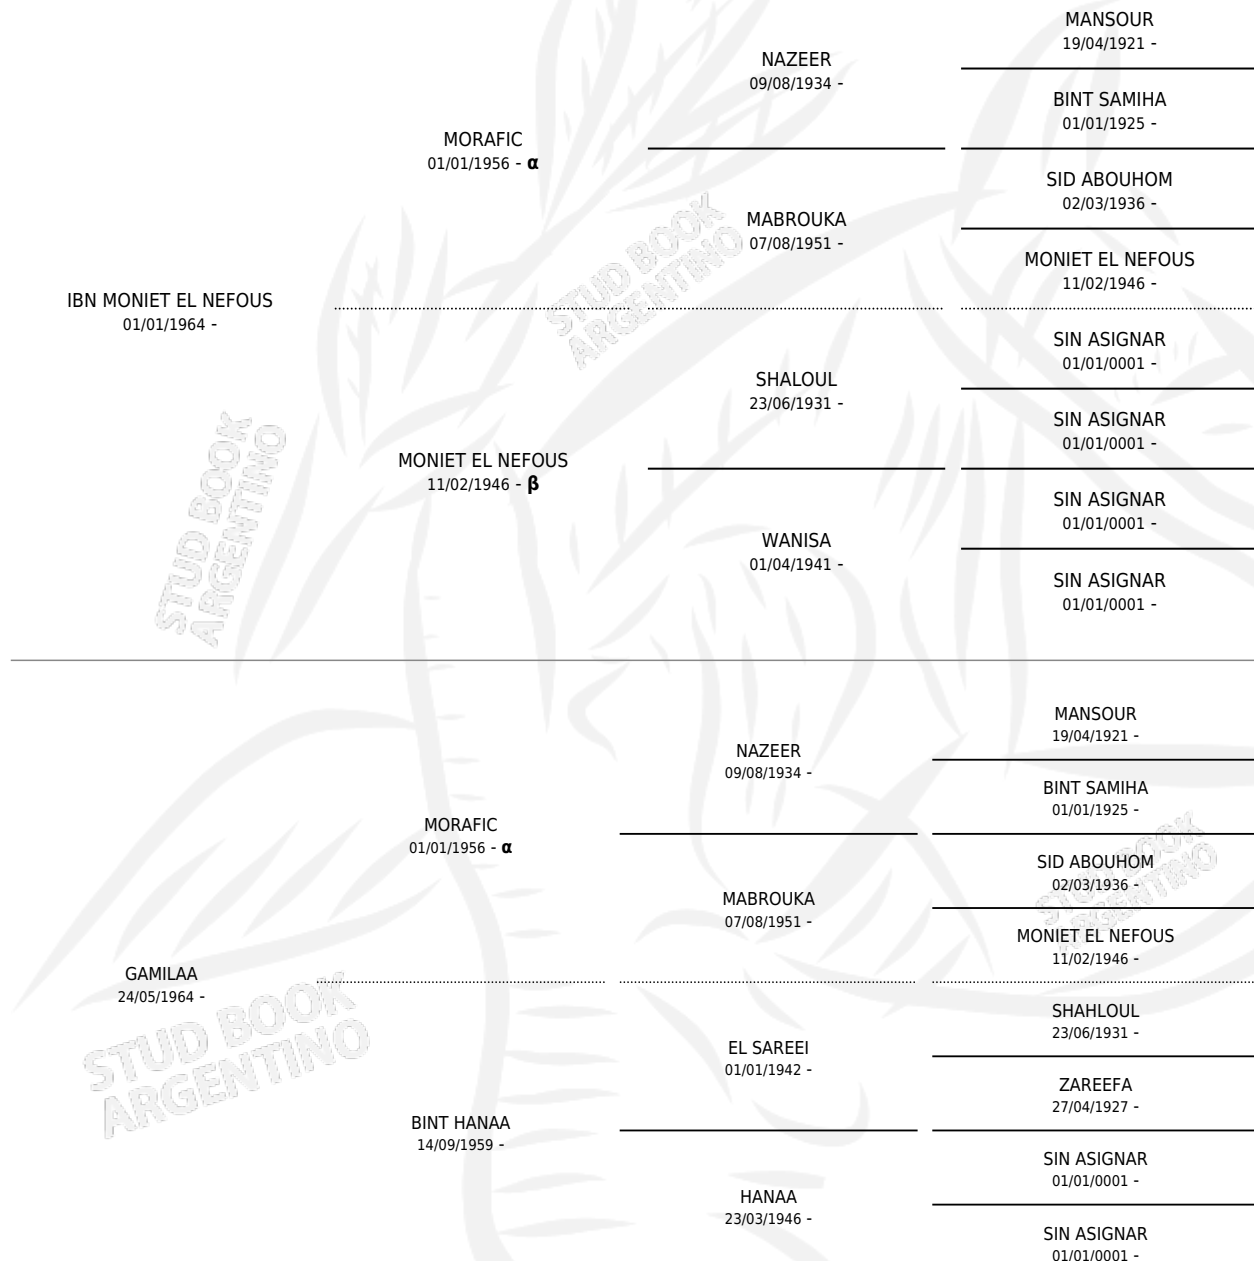 MANSOUR
19/04/1921 -
NAZEER
09/08/1934 -
BINT SAMIHA
01/01/1925 -
MORAFIC
01/01/1956 - α
SID ABOUHOM
02/03/1936 -
MABROUKA
07/08/1951 -
MONIET EL NEFOUS
11/02/1946 -
IBN MONIET EL NEFOUS
01/01/1964 -
STUD BOOK
ARGENTINO
SIN ASIGNAR
01/01/0001 -
SHALOUL
23/06/1931 -
SIN ASIGNAR
01/01/0001 -
MONIET EL NEFOUS
11/02/1946 - β
SIN ASIGNAR
01/01/0001 -
WANISA
01/04/1941 -
SIN ASIGNAR
01/01/0001 -
STUD BOOK
ARGENTINO
MANSOUR
19/04/1921 -
NAZEER
09/08/1934 -
BINT SAMIHA
01/01/1925 -
MORAFIC
01/01/1956 - α
SID ABOUHOM
02/03/1936 -
STUD BOOK
ARGENTINO
MABROUKA
07/08/1951 -
MONIET EL NEFOUS
11/02/1946 -
GAMILAA
24/05/1964 -
STUD BOOK
ARGENTINO
SHAHLOUL
23/06/1931 -
EL SAREEI
01/01/1942 -
ZAREEFA
27/04/1927 -
BINT HANAA
14/09/1959 -
SIN ASIGNAR
01/01/0001 -
HANAA
23/03/1946 -
SIN ASIGNAR
01/01/0001 -